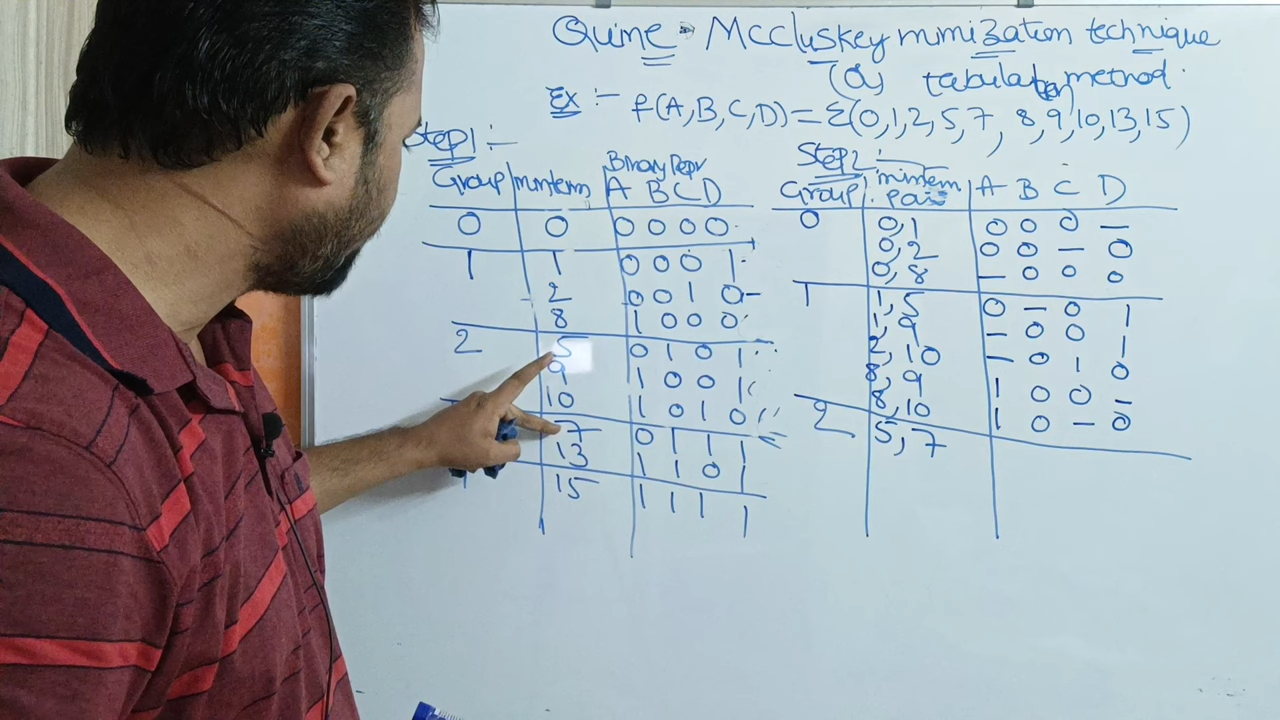 Quine - Mccluskey minimization technique
(or) tabulation method.
Ex :- f(A,B,C,D) = Σ(0,1,2,5,7, 8,9,10,13,15)
Step1 :-
Group minterm Binary Repr
A B C D
0 0 0 0 0 0
1 1 0 0 0 1
2 0 0 1 0
8 1 0 0 0
2 5 0 1 0 1
9 1 0 0 1
10 1 0 1 0
7 0 1 1 1
13 1 1 0 1
15 1 1 1 1
Step2 :-
Group minterm pair A B C D
0 0,1 0 0 0 –
0,2 0 0 – 0
0,8 – 0 0 0
1 1,5 0 – 0 1
1,9 – 0 0 1
2,10 – 0 1 0
8,9 1 0 0 –
8,10 1 0 – 0
2 5,7